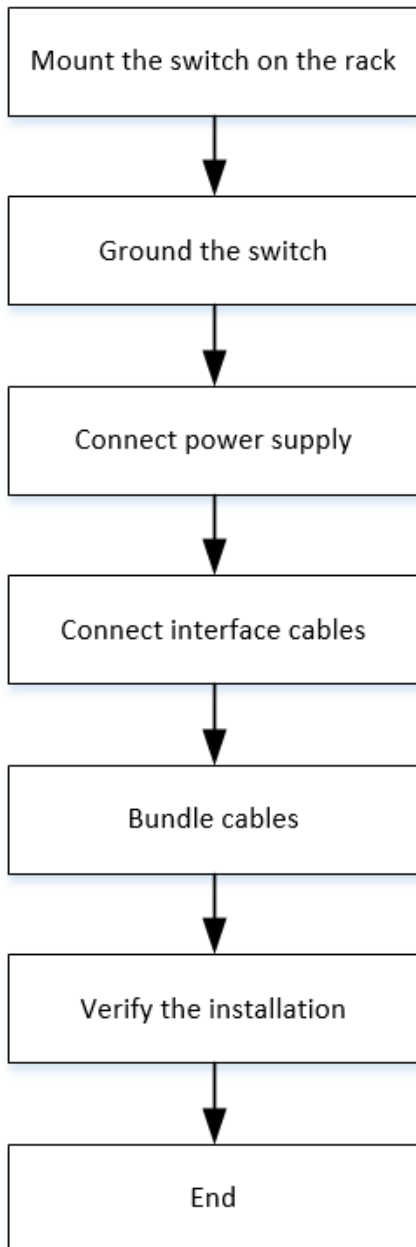 Mount the switch on the rack
Ground the switch
Connect power supply
Connect interface cables
Bundle cables
Verify the installation
End